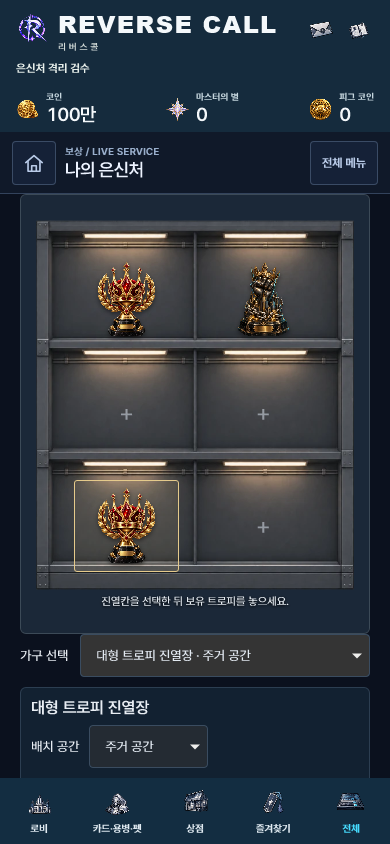 REVERSE CALL
리버스콜
은신처 격리 검수
코인
100만
마스터의 별
0
피그 코인
0
보상 / LIVE SERVICE
나의 은신처
전체 메뉴
+
+
+
진열칸을 선택한 뒤 보유 트로피를 놓으세요.
가구 선택
대형 트로피 진열장 · 주거 공간
대형 트로피 진열장
배치 공간
주거 공간
로비
카드·용병·펫
상점
즐겨찾기
전체